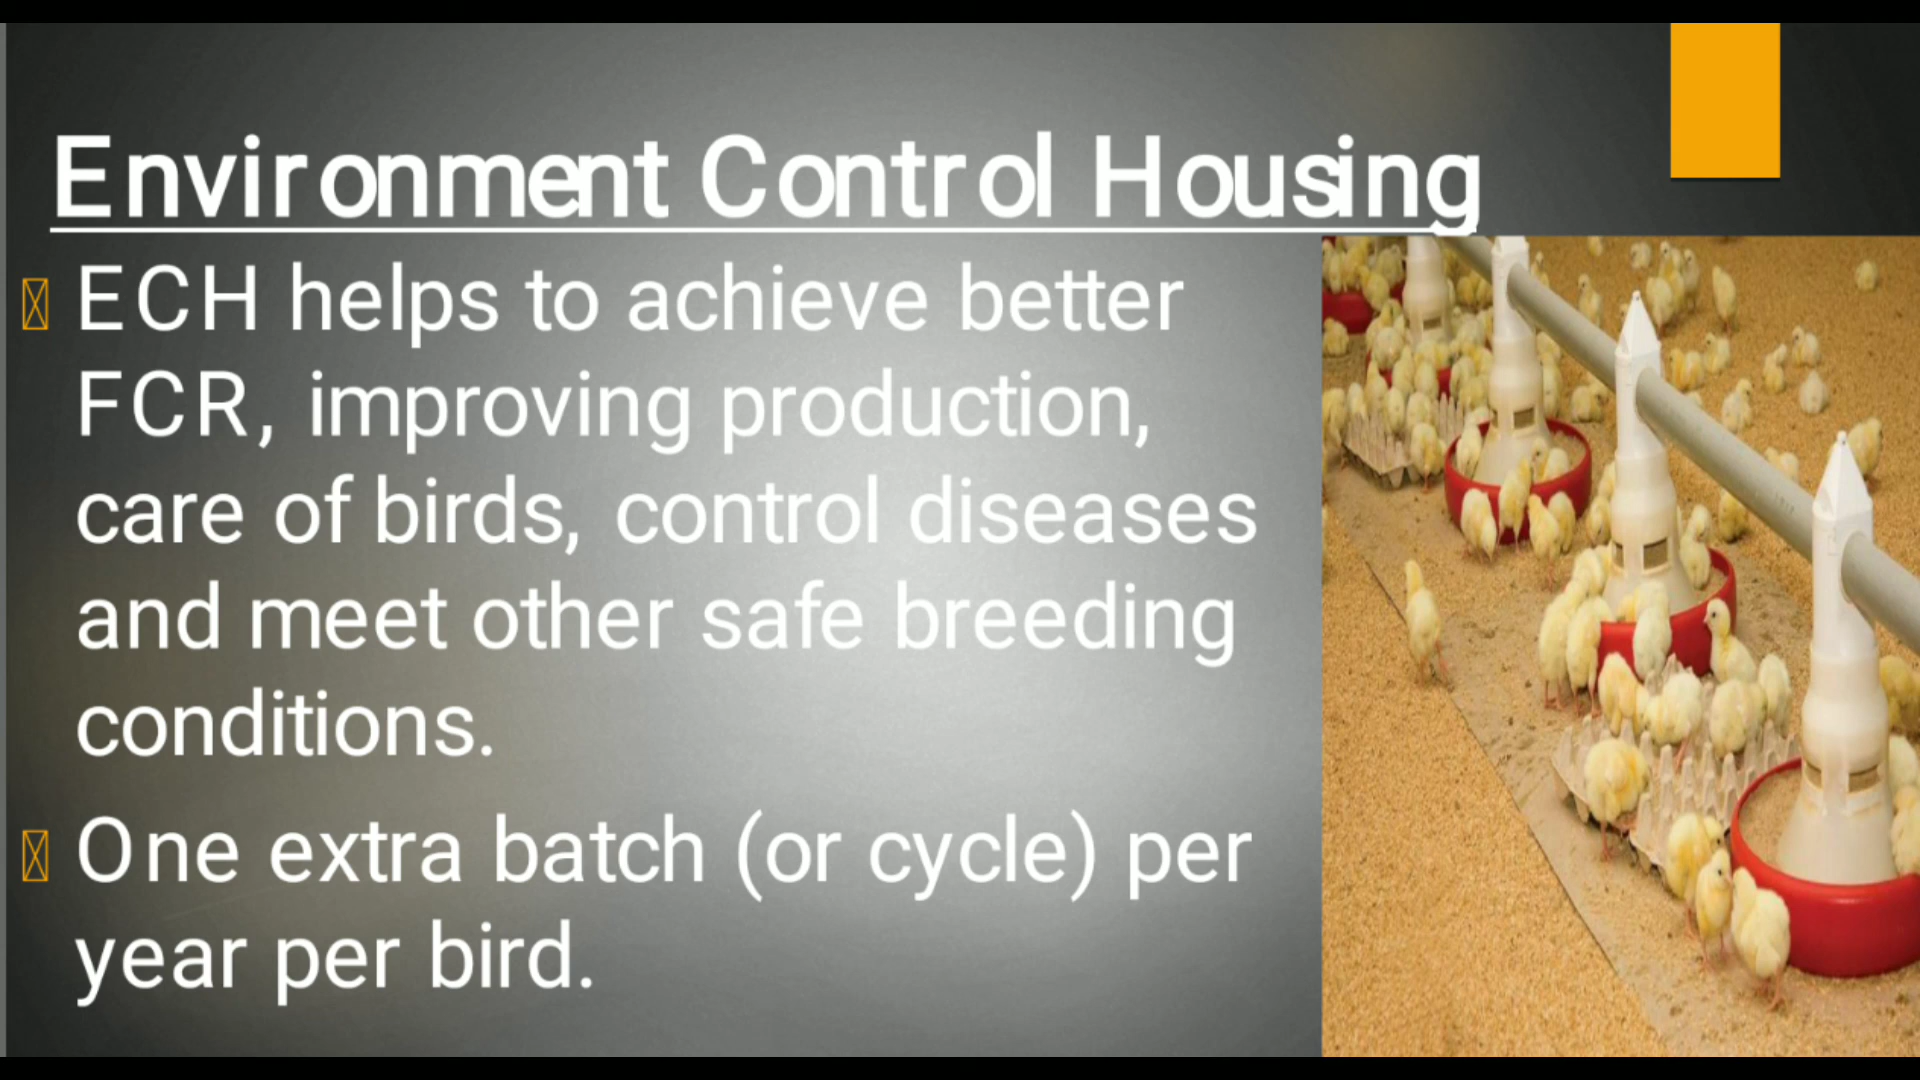 Environment Control Housing
ECH helps to achieve better
FCR, improving production,
care of birds, control diseases
and meet other safe breeding
conditions.
One extra batch (or cycle) per
year per bird.